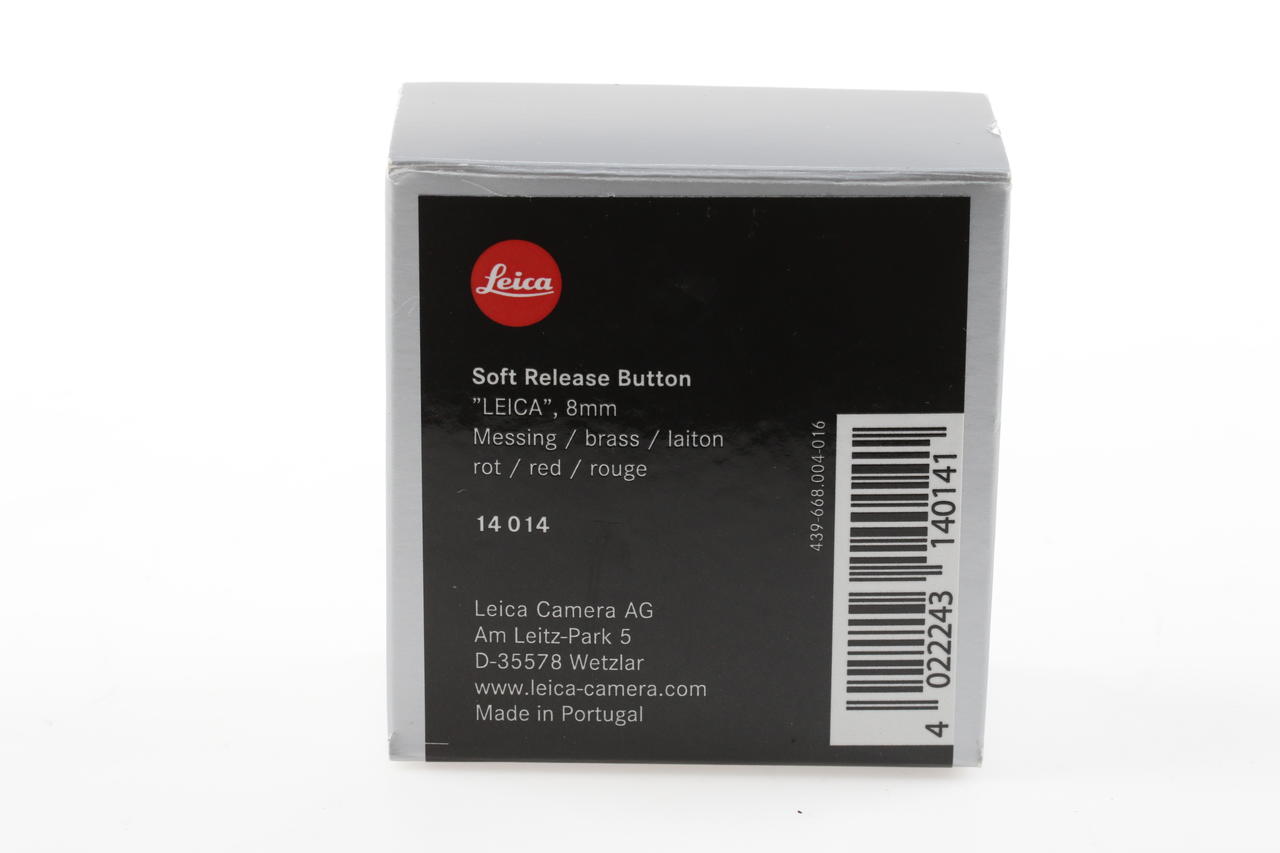 Leica
Soft Release Button
”LEICA”, 8mm
Messing / brass / laiton
rot / red / rouge
14 014
Leica Camera AG
Am Leitz-Park 5
D-35578 Wetzlar
www.leica-camera.com
Made in Portugal
439-668.004-016
4 022243 140141